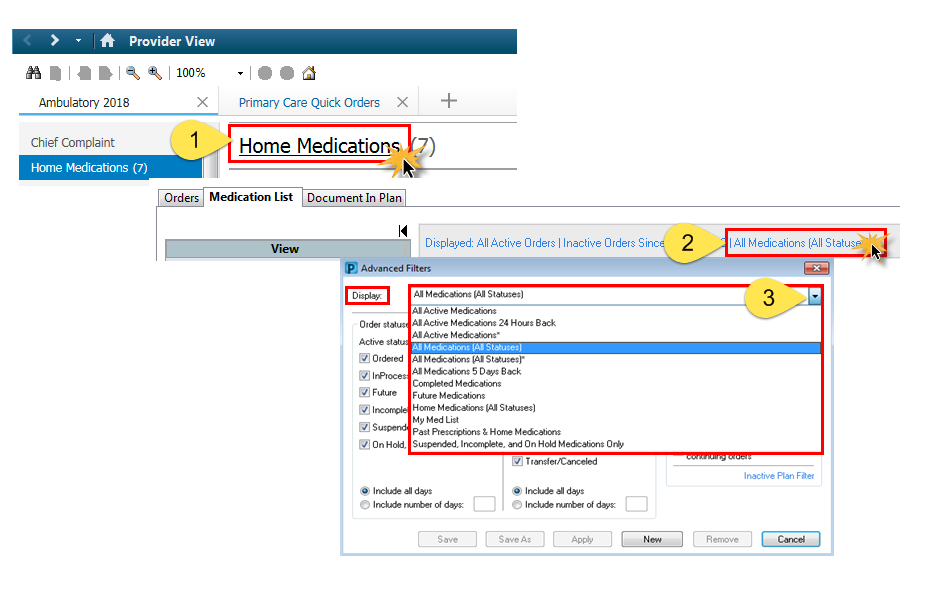 Provider View
100%
Ambulatory 2018
Primary Care Quick Orders
Chief Complaint
1
Home Medications (7)
Home Medications (7)
Orders Medication List Document In Plan
View
Displayed: All Active Orders | Inactive Orders Since
2
| All Medications (All Statuse
Advanced Filters
Display:
All Medications (All Statuses)
3
All Active Medications
All Active Medications 24 Hours Back
All Active Medications*
All Medications (All Statuses)
All Medications (All Statuses)*
All Medications 5 Days Back
Completed Medications
Future Medications
Home Medications (All Statuses)
My Med List
Past Prescriptions & Home Medications
Suspended, Incomplete, and On Hold Medications Only
Order statuse
Active status
Ordered
InProcess
Future
Incomple
Suspende
On Hold,
Transfer/Canceled
continuing orders
Inactive Plan Filter
Include all days
Include number of days:
Include all days
Include number of days:
Save Save As Apply New Remove Cancel